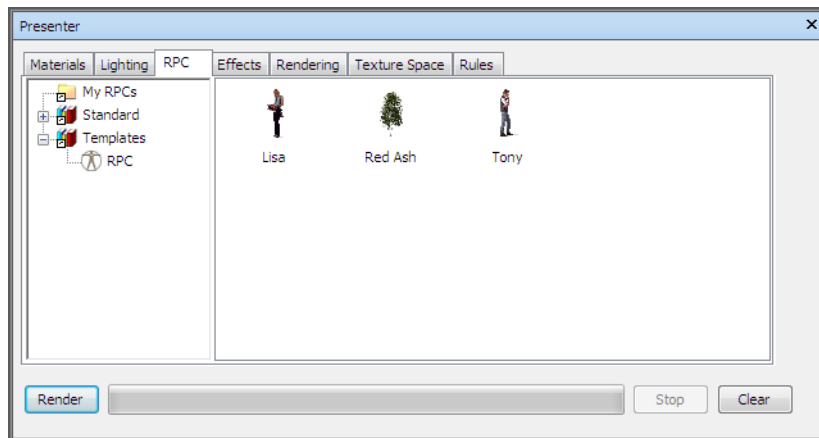 Presenter
Materials Lighting RPC Effects Rendering Texture Space Rules
My RPCs
Standard
Templates
RPC
Lisa Red Ash Tony
Render Stop Clear